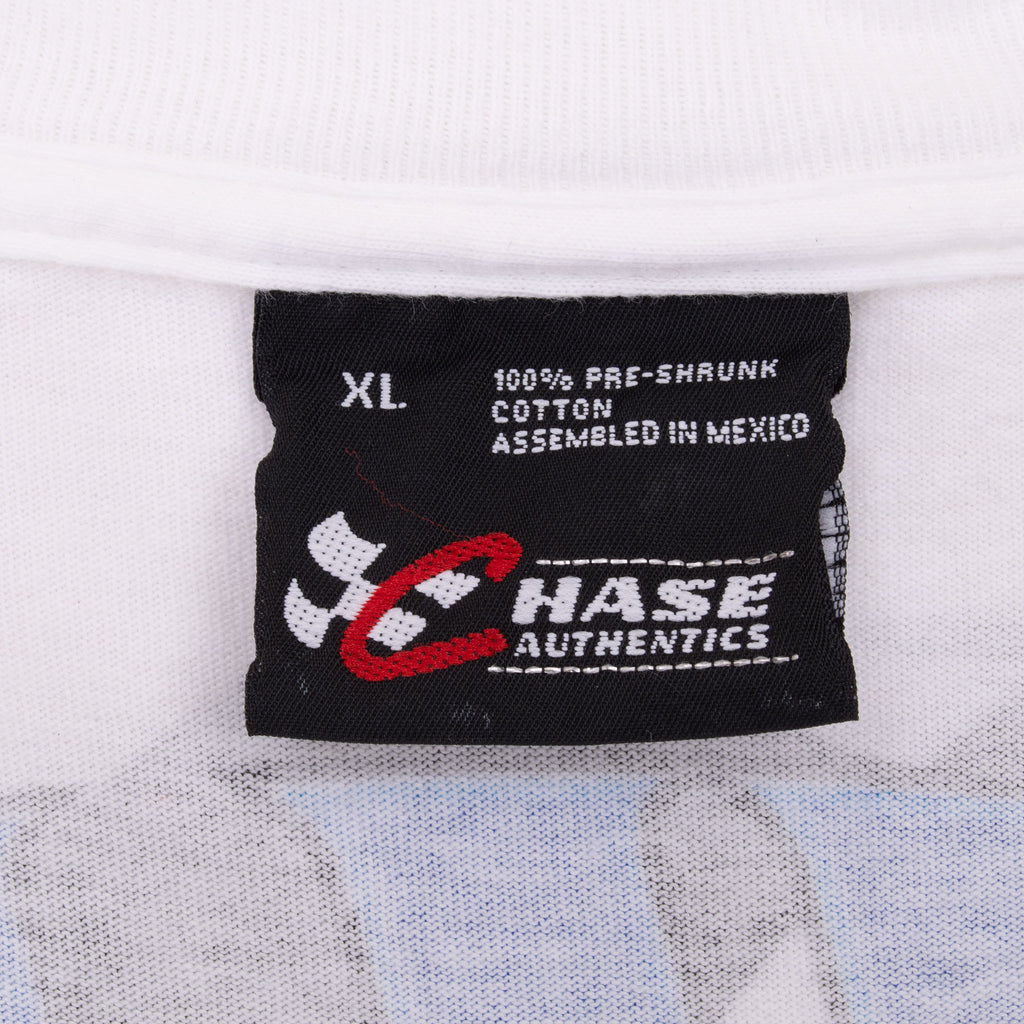 XL.
100% PRE-SHRUNK
COTTON
ASSEMBLED IN MEXICO
CHASE
AUTHENTICS